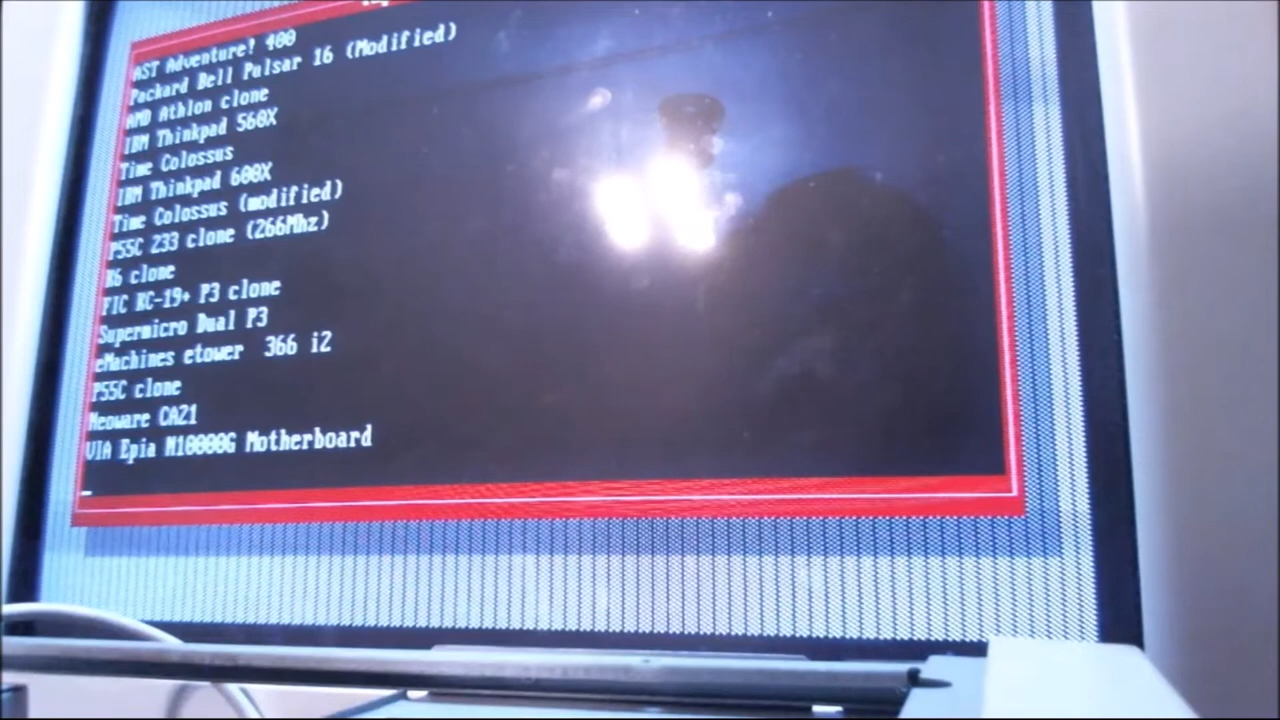 AST Adventure! 400
Packard Bell Pulsar 16 (Modified)
AMD Athlon clone
IBM Thinkpad 560X
Time Colossus
IBM Thinkpad 600X
Time Colossus (modified)
P55C 233 clone (266Mhz)
K6 clone
FIC KC-19+ P3 clone
Supermicro Dual P3
eMachines etower 366 i2
P55C clone
Neoware CA21
VIA Epia M10000G Motherboard